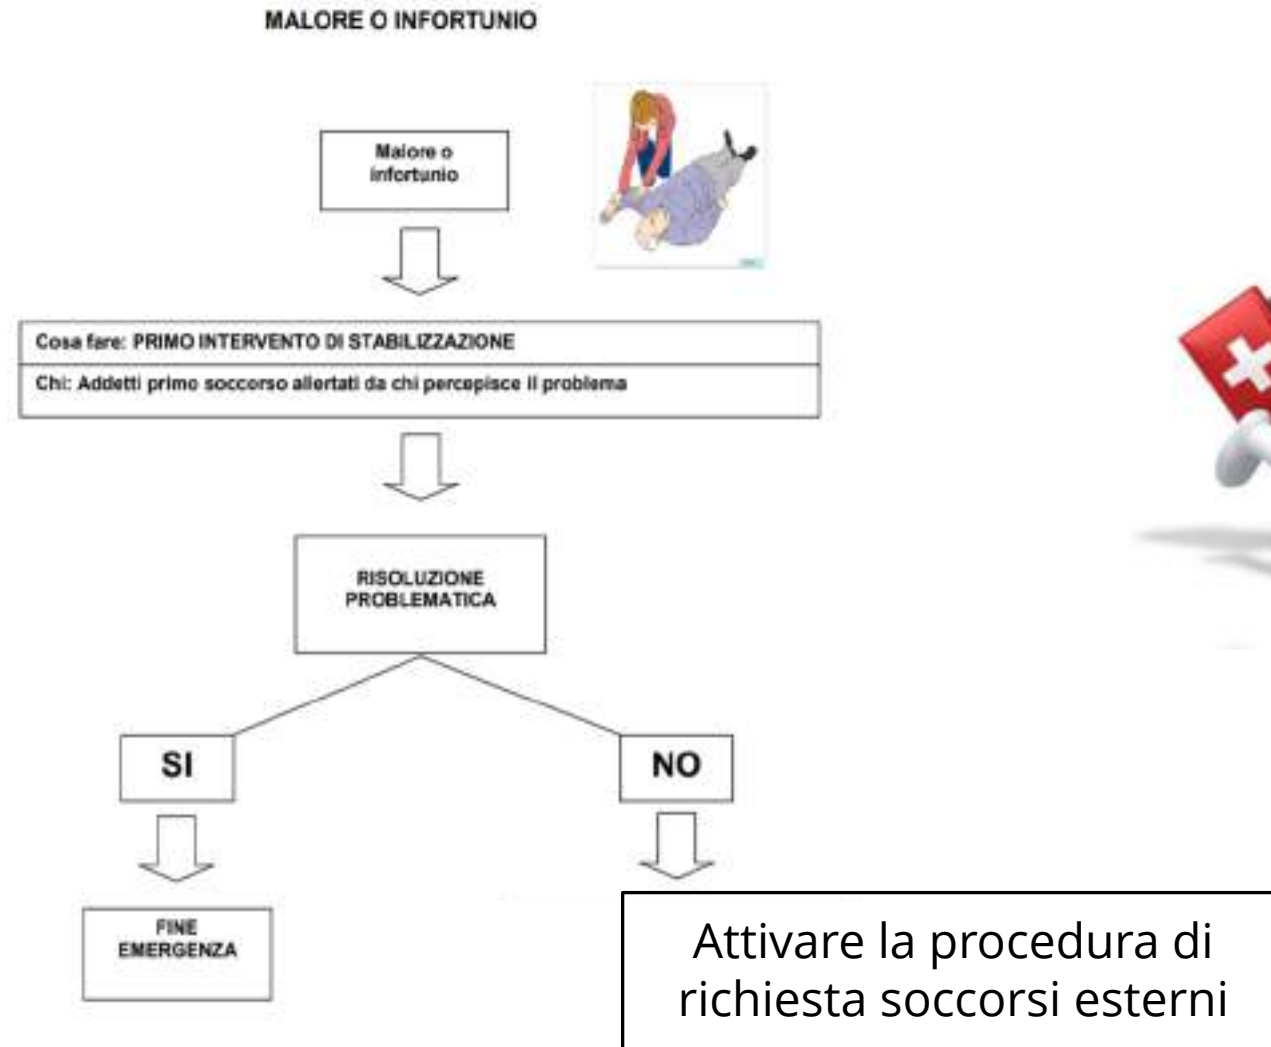 MALORE O INFORTUNIO
Malore o
infortunio
Cosa fare: PRIMO INTERVENTO DI STABILIZZAZIONE
Chi: Addetti primo soccorso allertati da chi percepisce il problema
RISOLUZIONE
PROBLEMATICA
SI
NO
FINE
EMERGENZA
Attivare la procedura di
richiesta soccorsi esterni